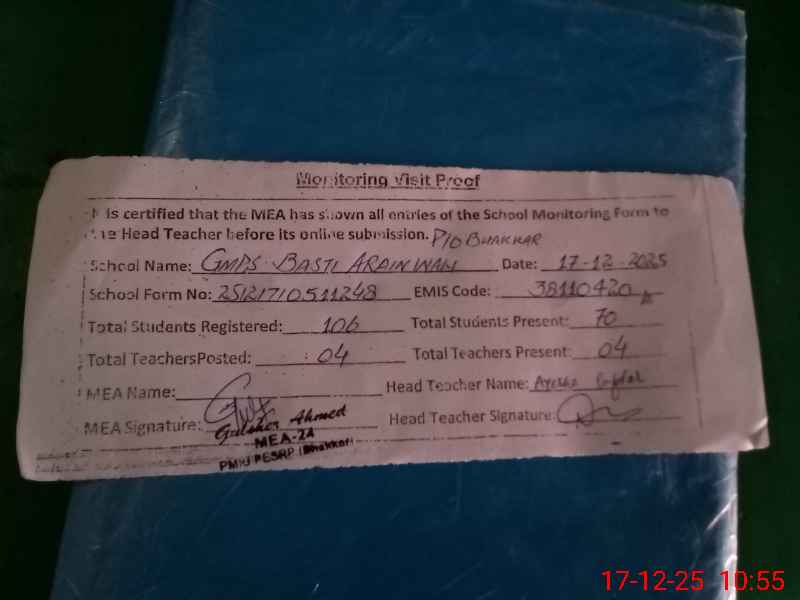 Monitoring Visit Proof
It is certified that the MEA has shown all entries of the School Monitoring Form to
the Head Teacher before its online submission. P/O BHAKKAR
School Name: GMPS BASTI ARAIN WALI Date: 17-12-2025
School Form No: 25121710511248 EMIS Code: 38110420
Total Students Registered: 106 Total Students Present: 70
Total TeachersPosted: 04 Total Teachers Present: 04
MEA Name: Head Teacher Name: Ayesha
MEA Signature: Gulsher Ahmed Head Teacher Signature:
MEA-24
PMIU PESRP (Bhakkar)
17-12-25 10:55